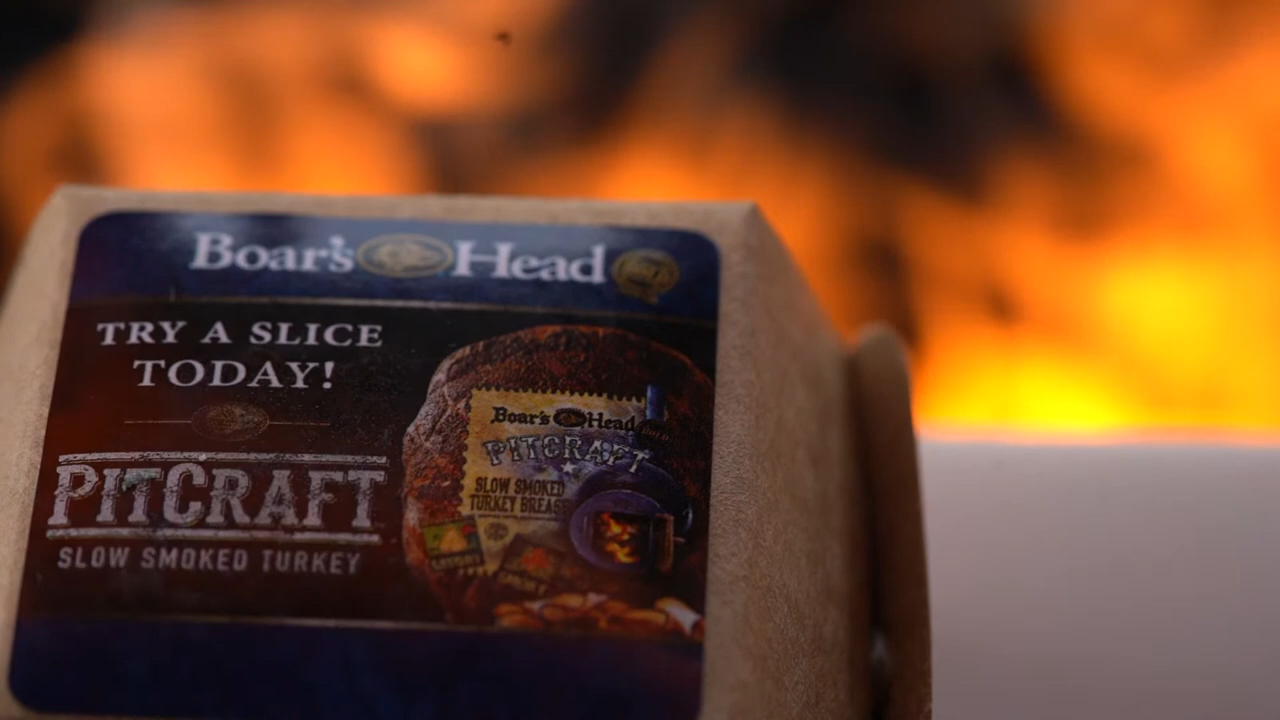 Boar's Head
TRY A SLICE
TODAY!
PITCRAFT
SLOW SMOKED TURKEY
Boar's Head
PITCRAFT
SLOW SMOKED
TURKEY BREAST